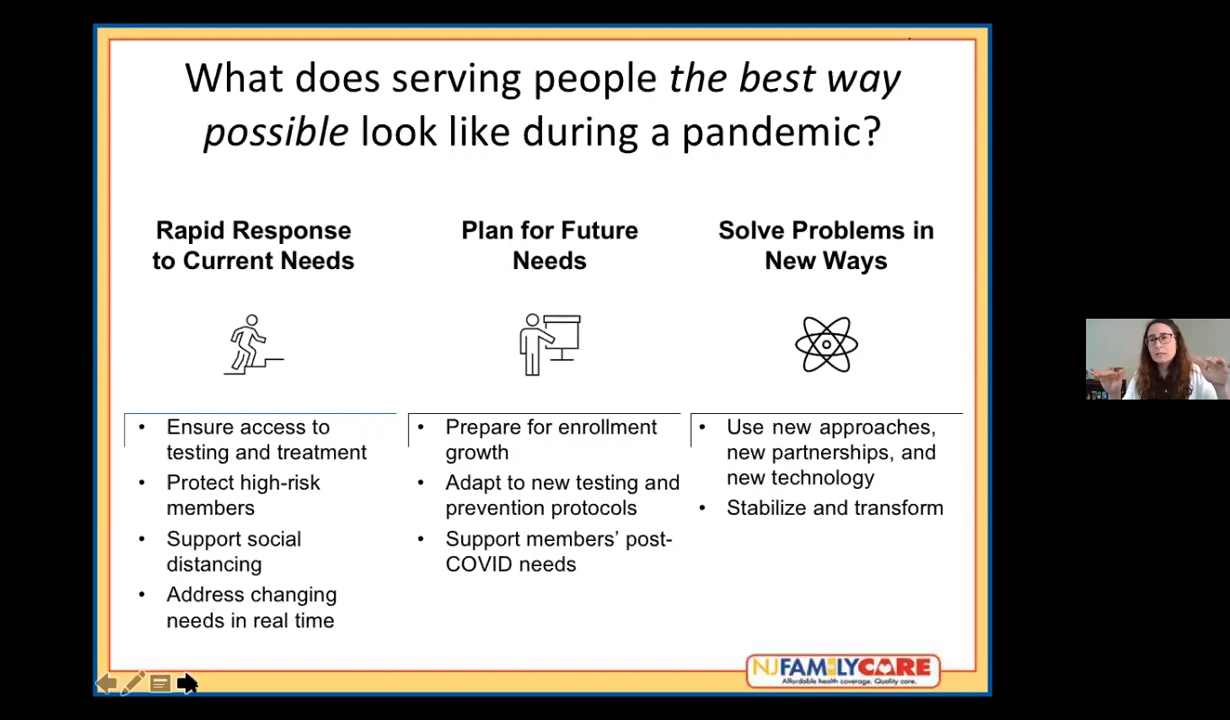 What does serving people the best way
possible look like during a pandemic?
Rapid Response
to Current Needs
• Ensure access to
testing and treatment
• Protect high-risk
members
• Support social
distancing
• Address changing
needs in real time
Plan for Future
Needs
• Prepare for enrollment
growth
• Adapt to new testing and
prevention protocols
• Support members’ post-
COVID needs
Solve Problems in
New Ways
• Use new approaches,
new partnerships, and
new technology
• Stabilize and transform
NJFAMILYCARE
Affordable health coverage. Quality care.